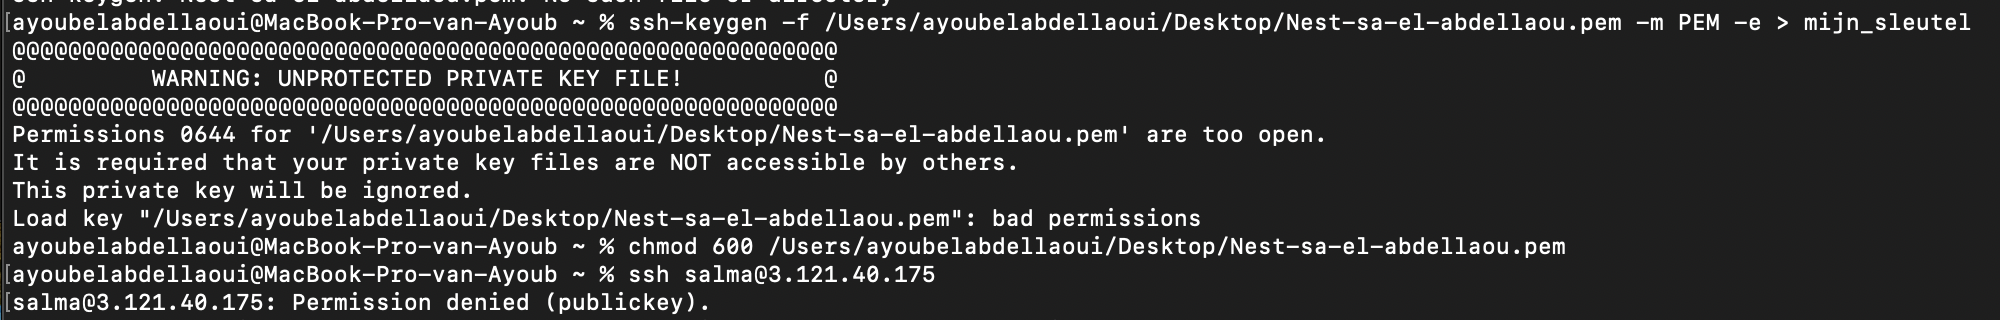 [ayoubelabdellaoui@MacBook-Pro-van-Ayoub ~ % ssh-keygen -f /Users/ayoubelabdellaoui/Desktop/Nest-sa-el-abdellaou.pem -m PEM -e > mijn_sleutel
@@@@@@@@@@@@@@@@@@@@@@@@@@@@@@@@@@@@@@@@@@@@@@@@@@@@@@@@@@@
@         WARNING: UNPROTECTED PRIVATE KEY FILE!          @
@@@@@@@@@@@@@@@@@@@@@@@@@@@@@@@@@@@@@@@@@@@@@@@@@@@@@@@@@@@
Permissions 0644 for '/Users/ayoubelabdellaoui/Desktop/Nest-sa-el-abdellaou.pem' are too open.
It is required that your private key files are NOT accessible by others.
This private key will be ignored.
Load key "/Users/ayoubelabdellaoui/Desktop/Nest-sa-el-abdellaou.pem": bad permissions
ayoubelabdellaoui@MacBook-Pro-van-Ayoub ~ % chmod 600 /Users/ayoubelabdellaoui/Desktop/Nest-sa-el-abdellaou.pem
[ayoubelabdellaoui@MacBook-Pro-van-Ayoub ~ % ssh salma@3.121.40.175
[salma@3.121.40.175: Permission denied (publickey).